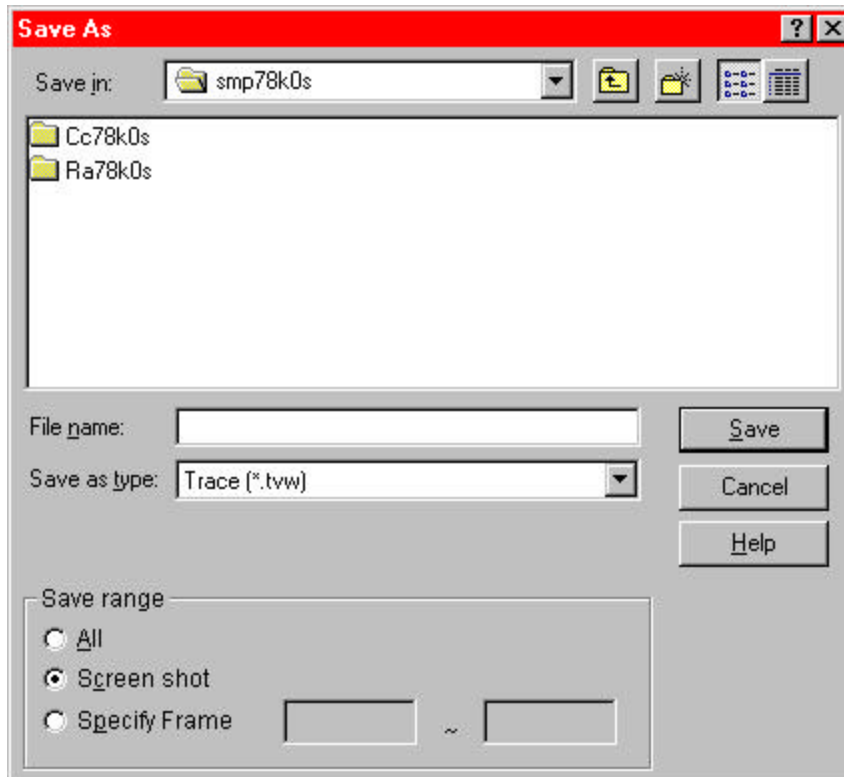 Save As
Save in: smp78k0s
Cc78k0s
Ra78k0s
File name:
Save
Save as type: Trace (*.tvw)
Cancel
Help
Save range
All
Screen shot
Specify Frame ~